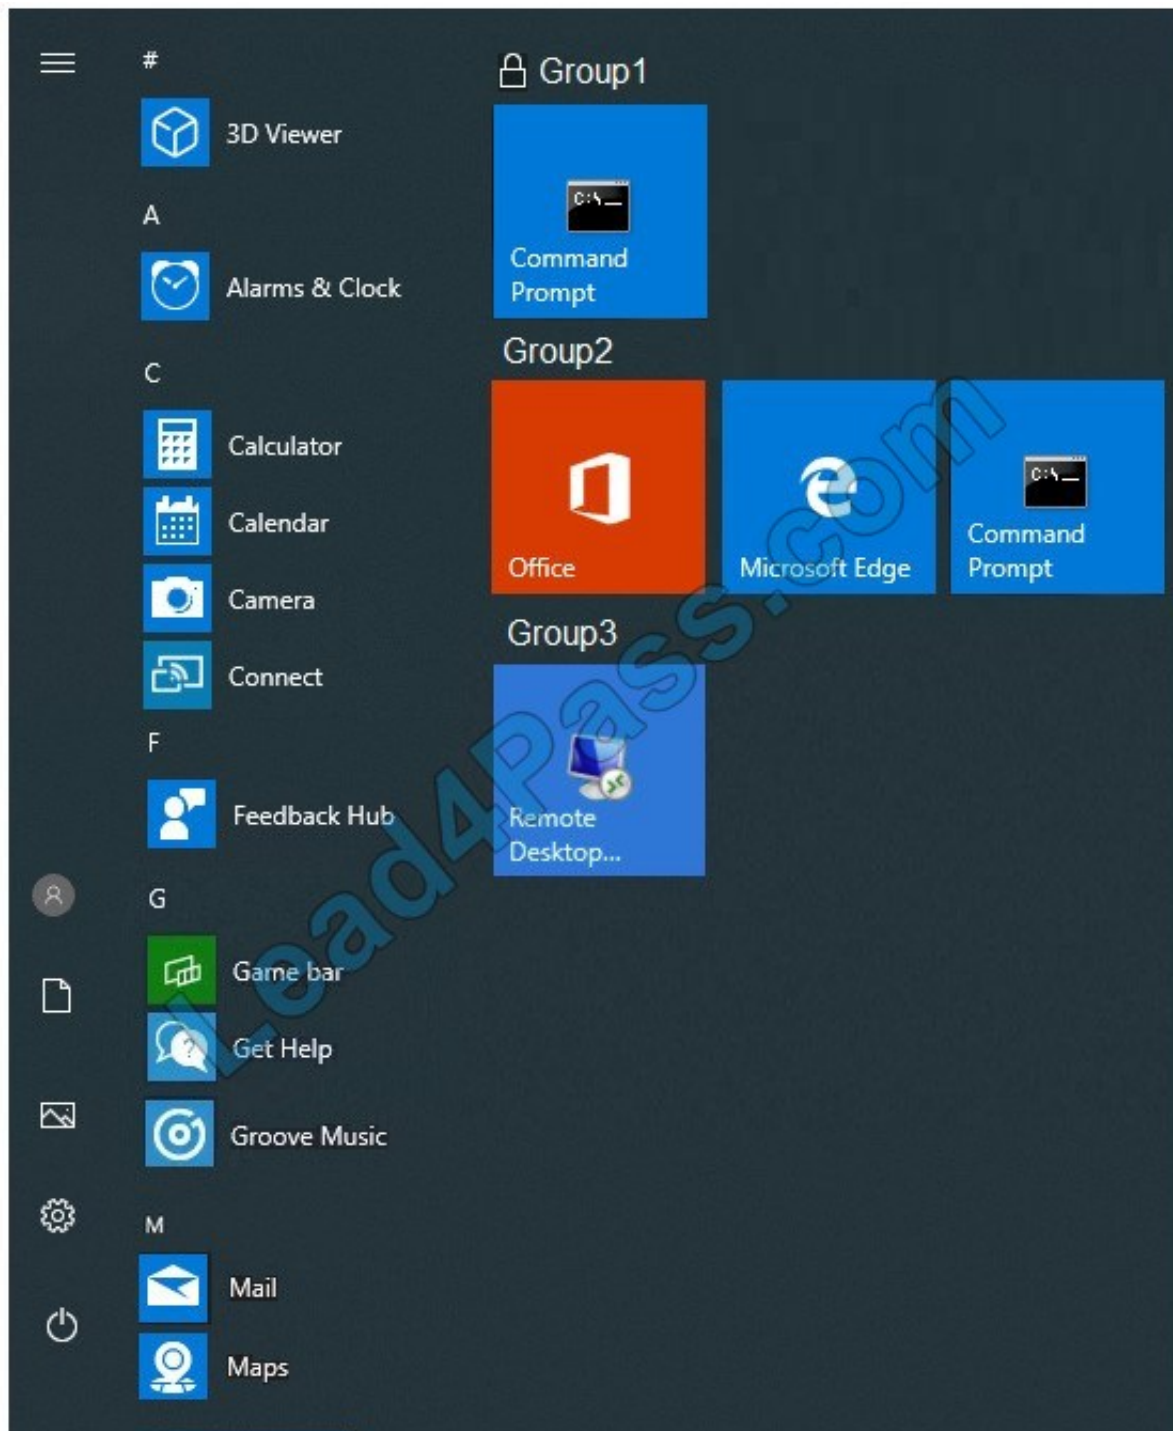 #
3D Viewer
A
Alarms & Clock
C
Calculator
Calendar
Camera
Connect
F
Feedback Hub
G
Game bar
Get Help
Groove Music
M
Mail
Maps
Group1
C:\
Command
Prompt
Group2
Office
Microsoft Edge
C:\
Command
Prompt
Group3
Remote
Desktop...
Lead4Pass.com